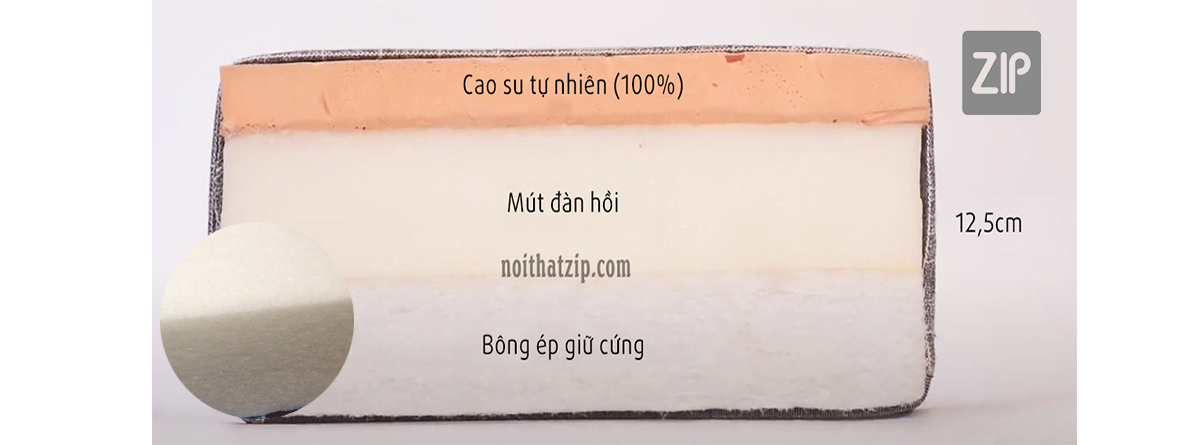 ZIP
Cao su tự nhiên (100%)
Mút đàn hồi
12,5cm
noithatzip.com
Bông ép giữ cứng